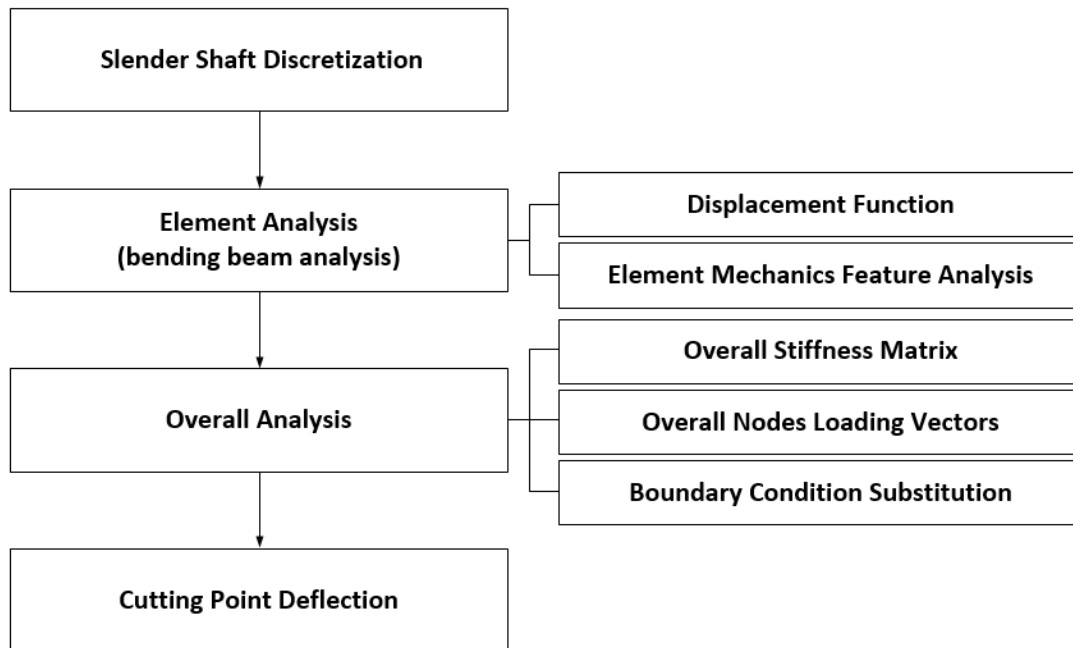 Slender Shaft Discretization
Element Analysis
(bending beam analysis)
Displacement Function
Element Mechanics Feature Analysis
Overall Analysis
Overall Stiffness Matrix
Overall Nodes Loading Vectors
Boundary Condition Substitution
Cutting Point Deflection